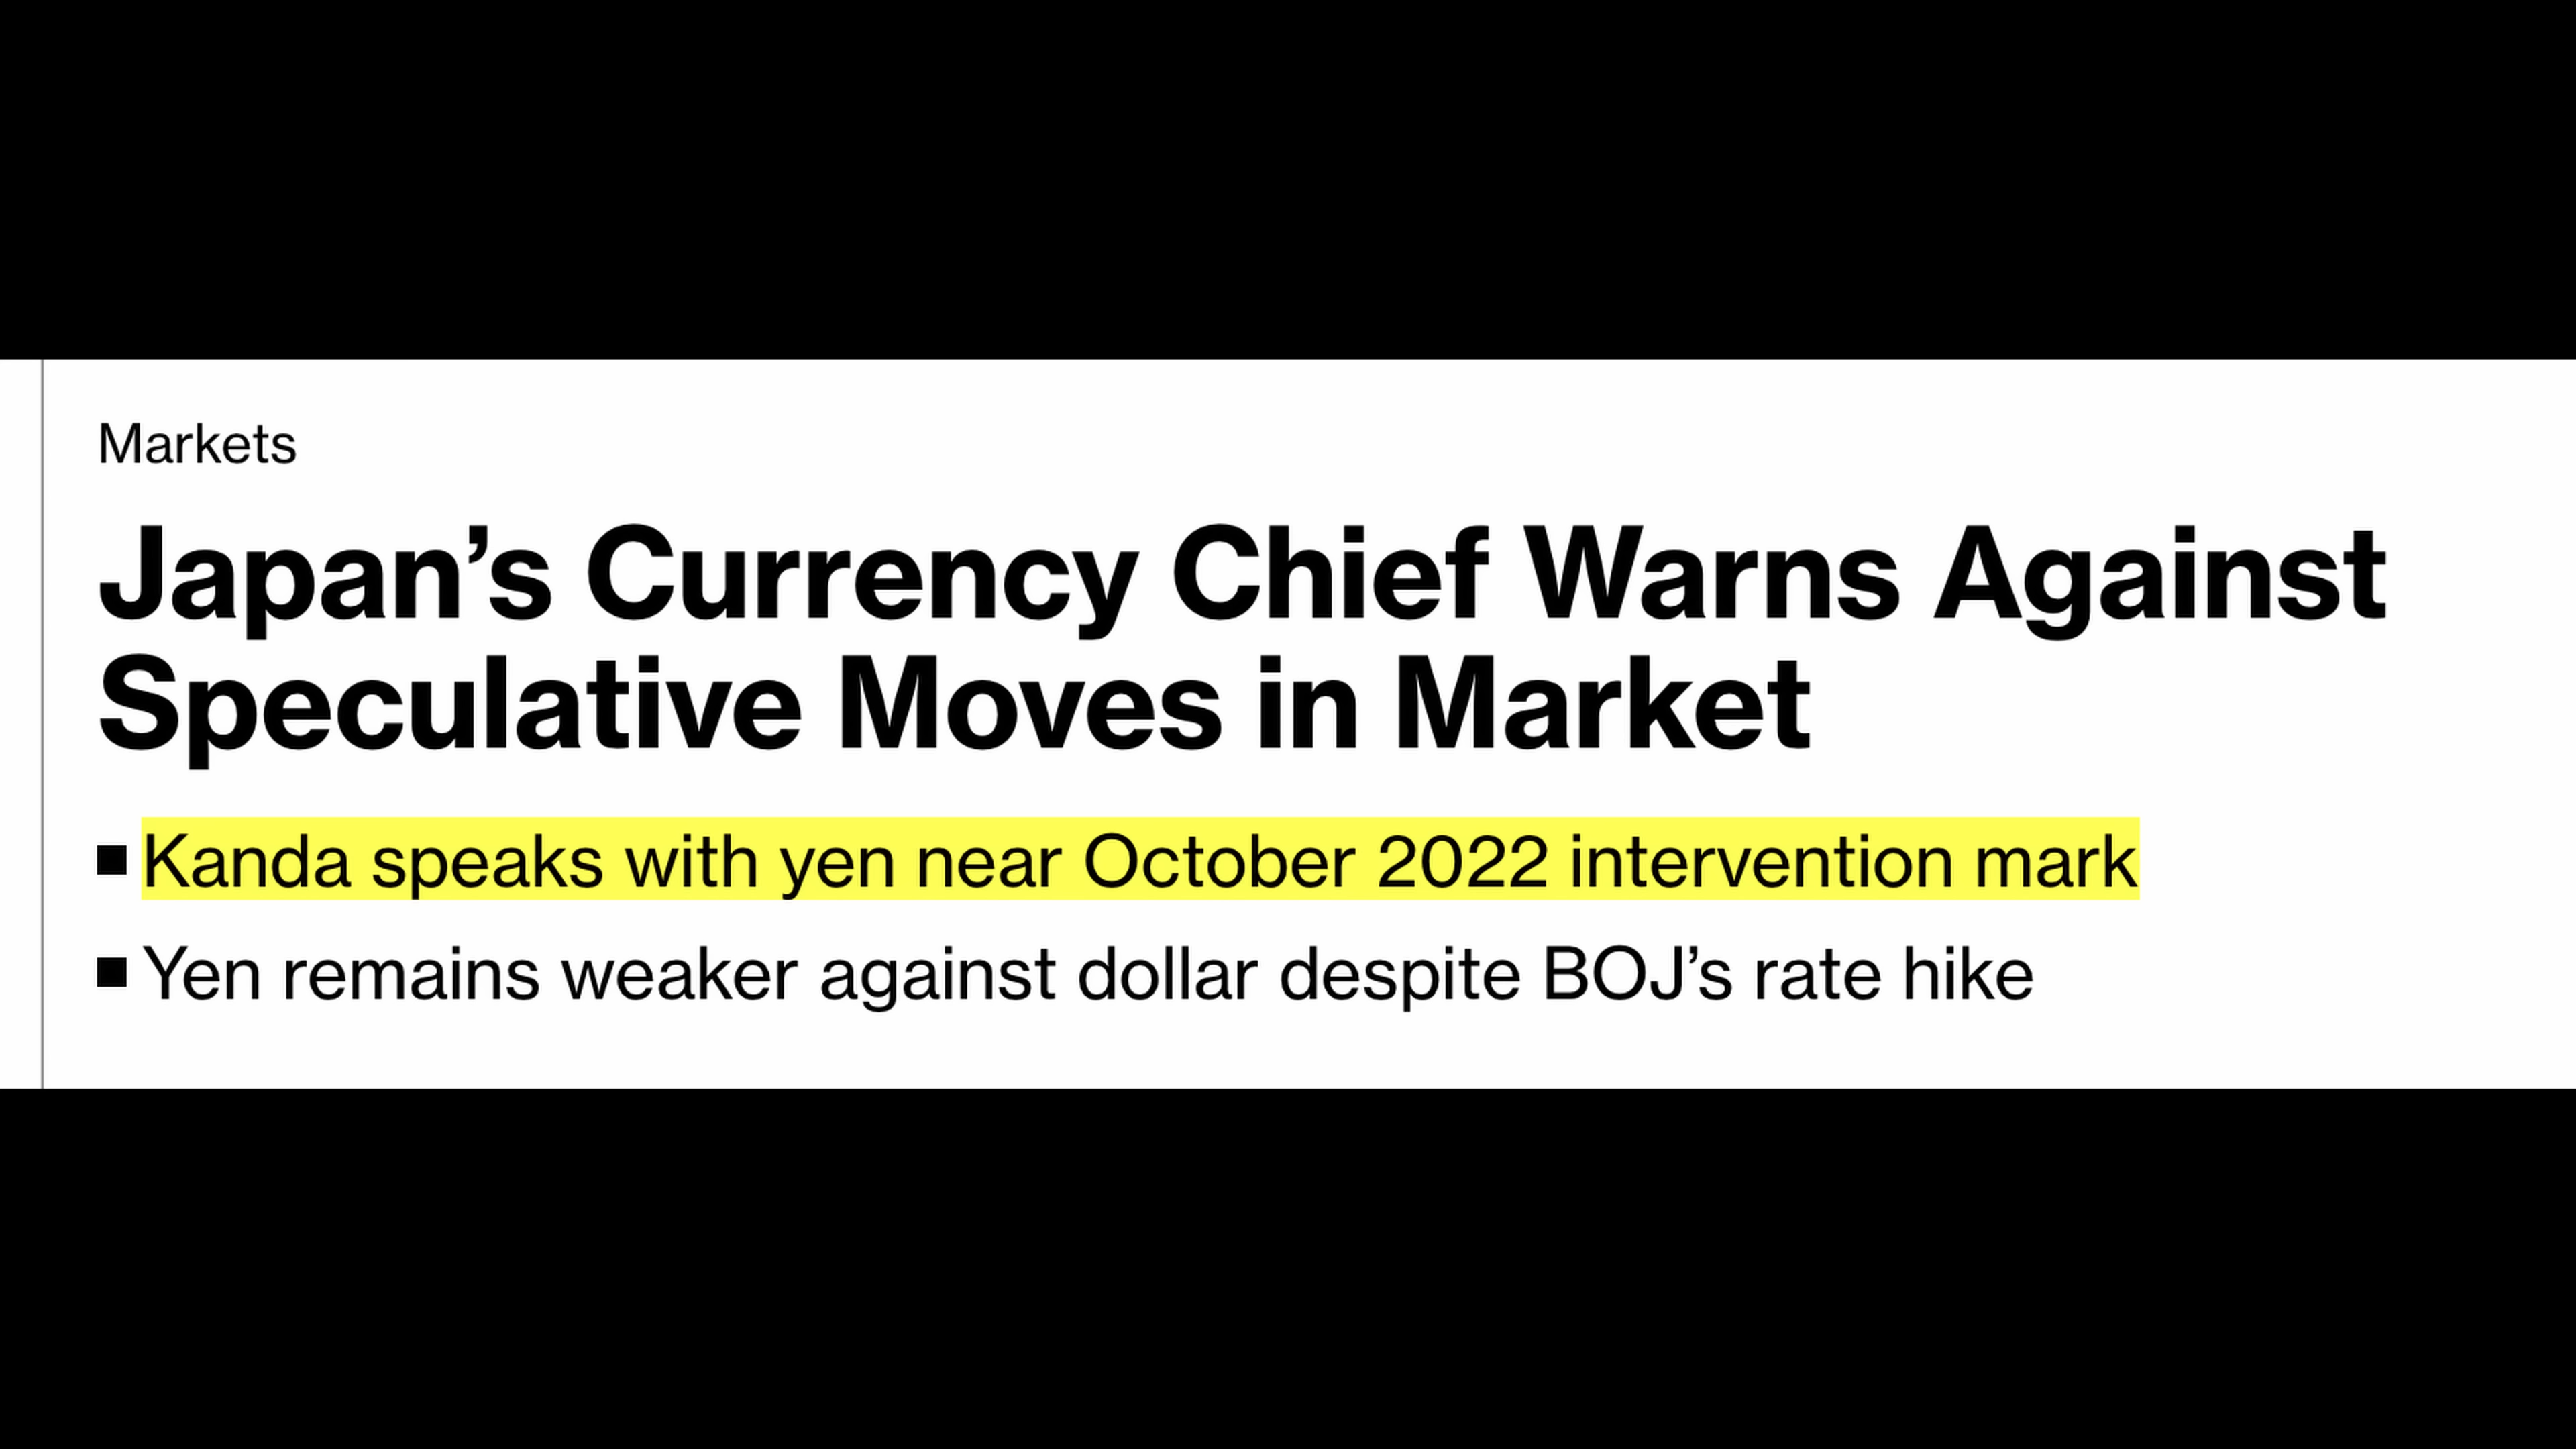 Markets
Japan’s Currency Chief Warns Against
Speculative Moves in Market
■ Kanda speaks with yen near October 2022 intervention mark
■ Yen remains weaker against dollar despite BOJ’s rate hike